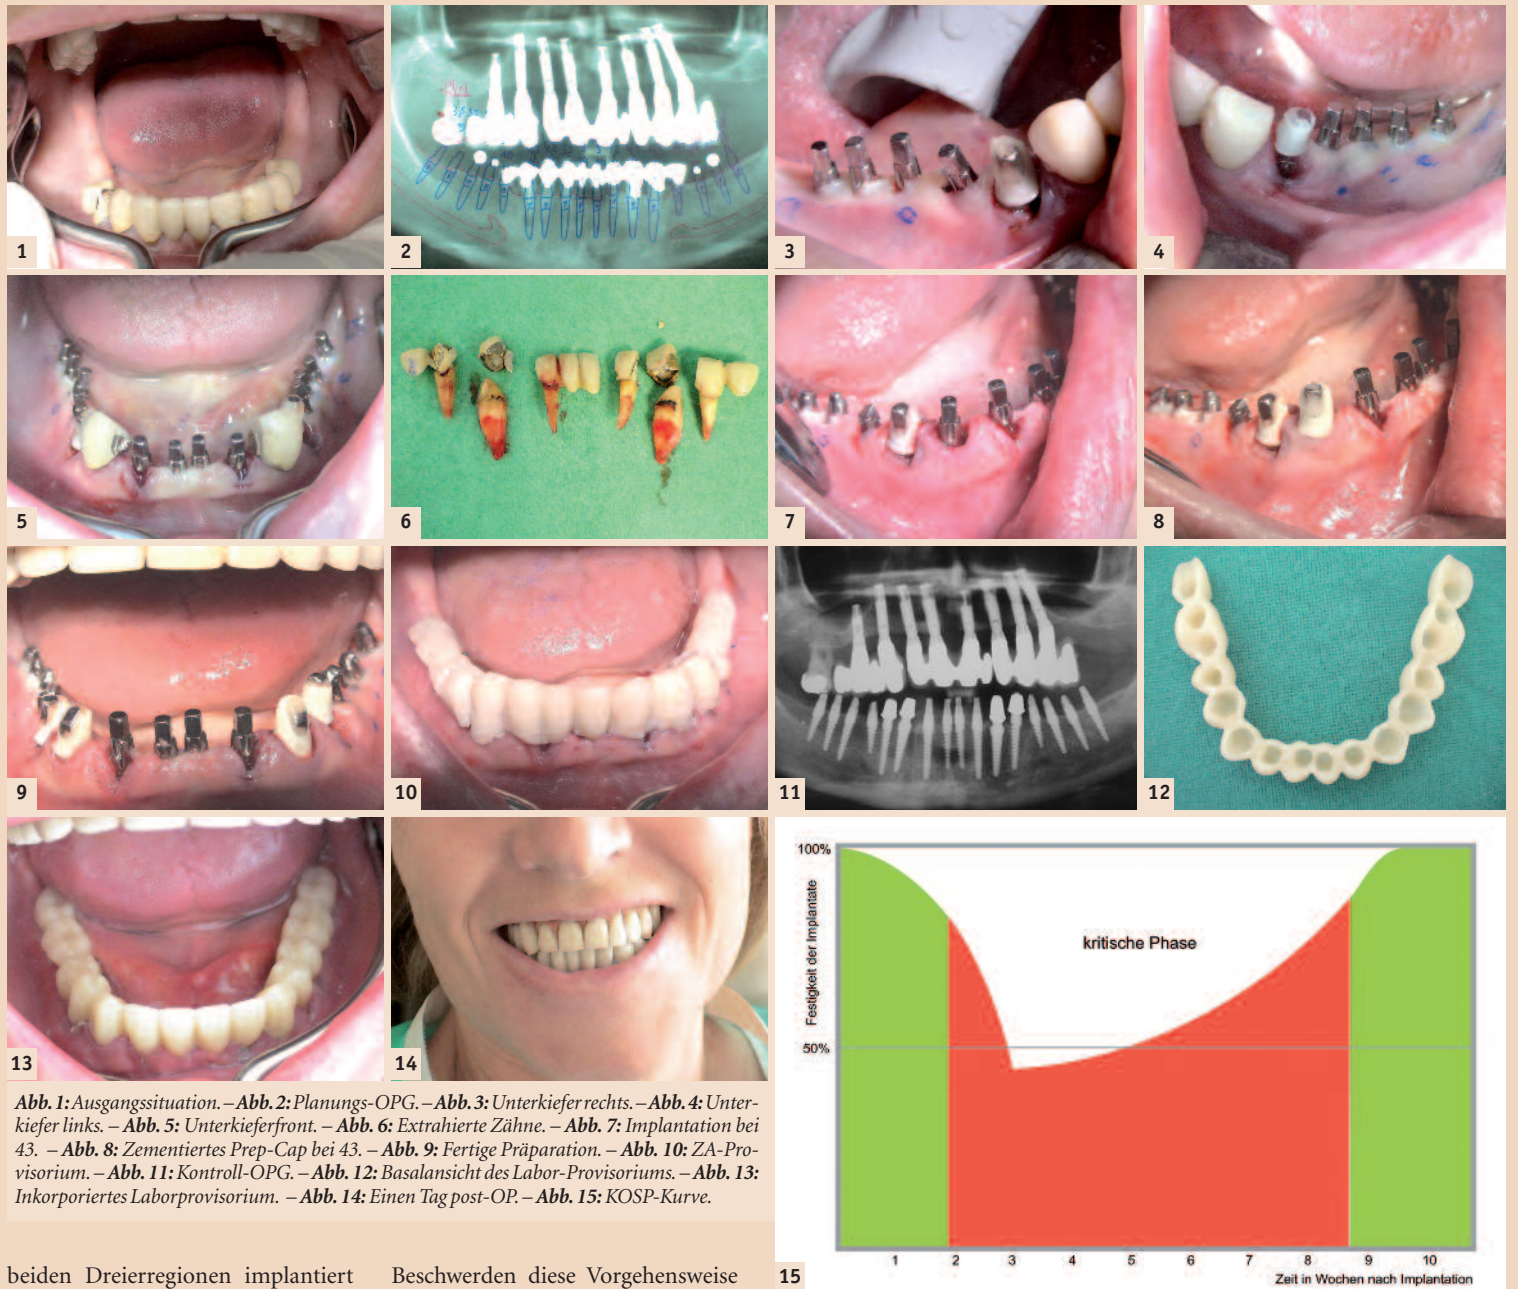 1
2
3
4
5
6
7
8
9
10
11
12
13
14
Abb. 1: Ausgangssituation. – Abb. 2: Planungs-OPG. – Abb. 3: Unterkiefer rechts. – Abb. 4: Unter-
kiefer links. – Abb. 5: Unterkieferfront. – Abb. 6: Extrahierte Zähne. – Abb. 7: Implantation bei
43. – Abb. 8: Zementiertes Prep-Cap bei 43. – Abb. 9: Fertige Präparation. – Abb. 10: ZA-Pro-
visorium. – Abb. 11: Kontroll-OPG. – Abb. 12: Basalansicht des Labor-Provisoriums. – Abb. 13:
Inkorporiertes Laborprovisorium. – Abb. 14: Einen Tag post-OP. – Abb. 15: KOSP-Kurve.
100%
Festigkeit der Implantate
kritische Phase
50%
1 2 3 4 5 6 7 8 9 10
Zeit in Wochen nach Implantation
15
beiden Dreierregionen implantiert
Beschwerden diese Vorgehensweise